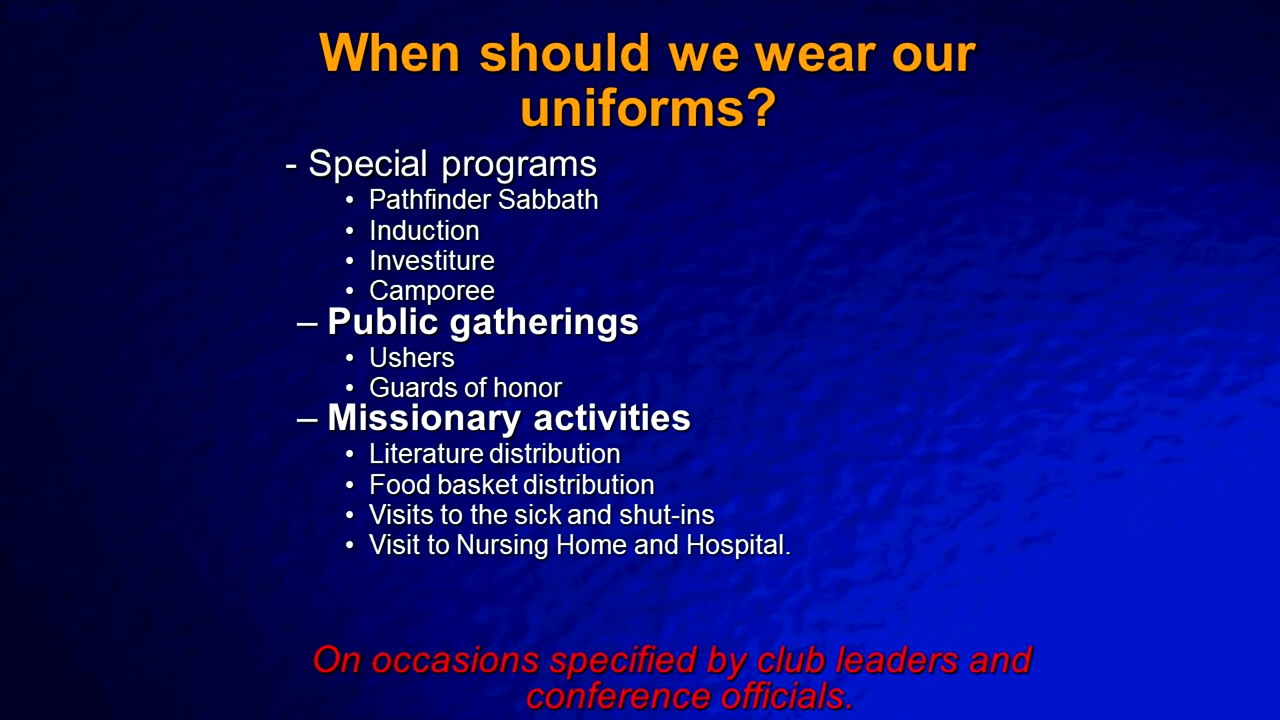 When should we wear our
uniforms?
- Special programs
• Pathfinder Sabbath
• Induction
• Investiture
• Camporee
– Public gatherings
• Ushers
• Guards of honor
– Missionary activities
• Literature distribution
• Food basket distribution
• Visits to the sick and shut-ins
• Visit to Nursing Home and Hospital.
On occasions specified by club leaders and
conference officials.